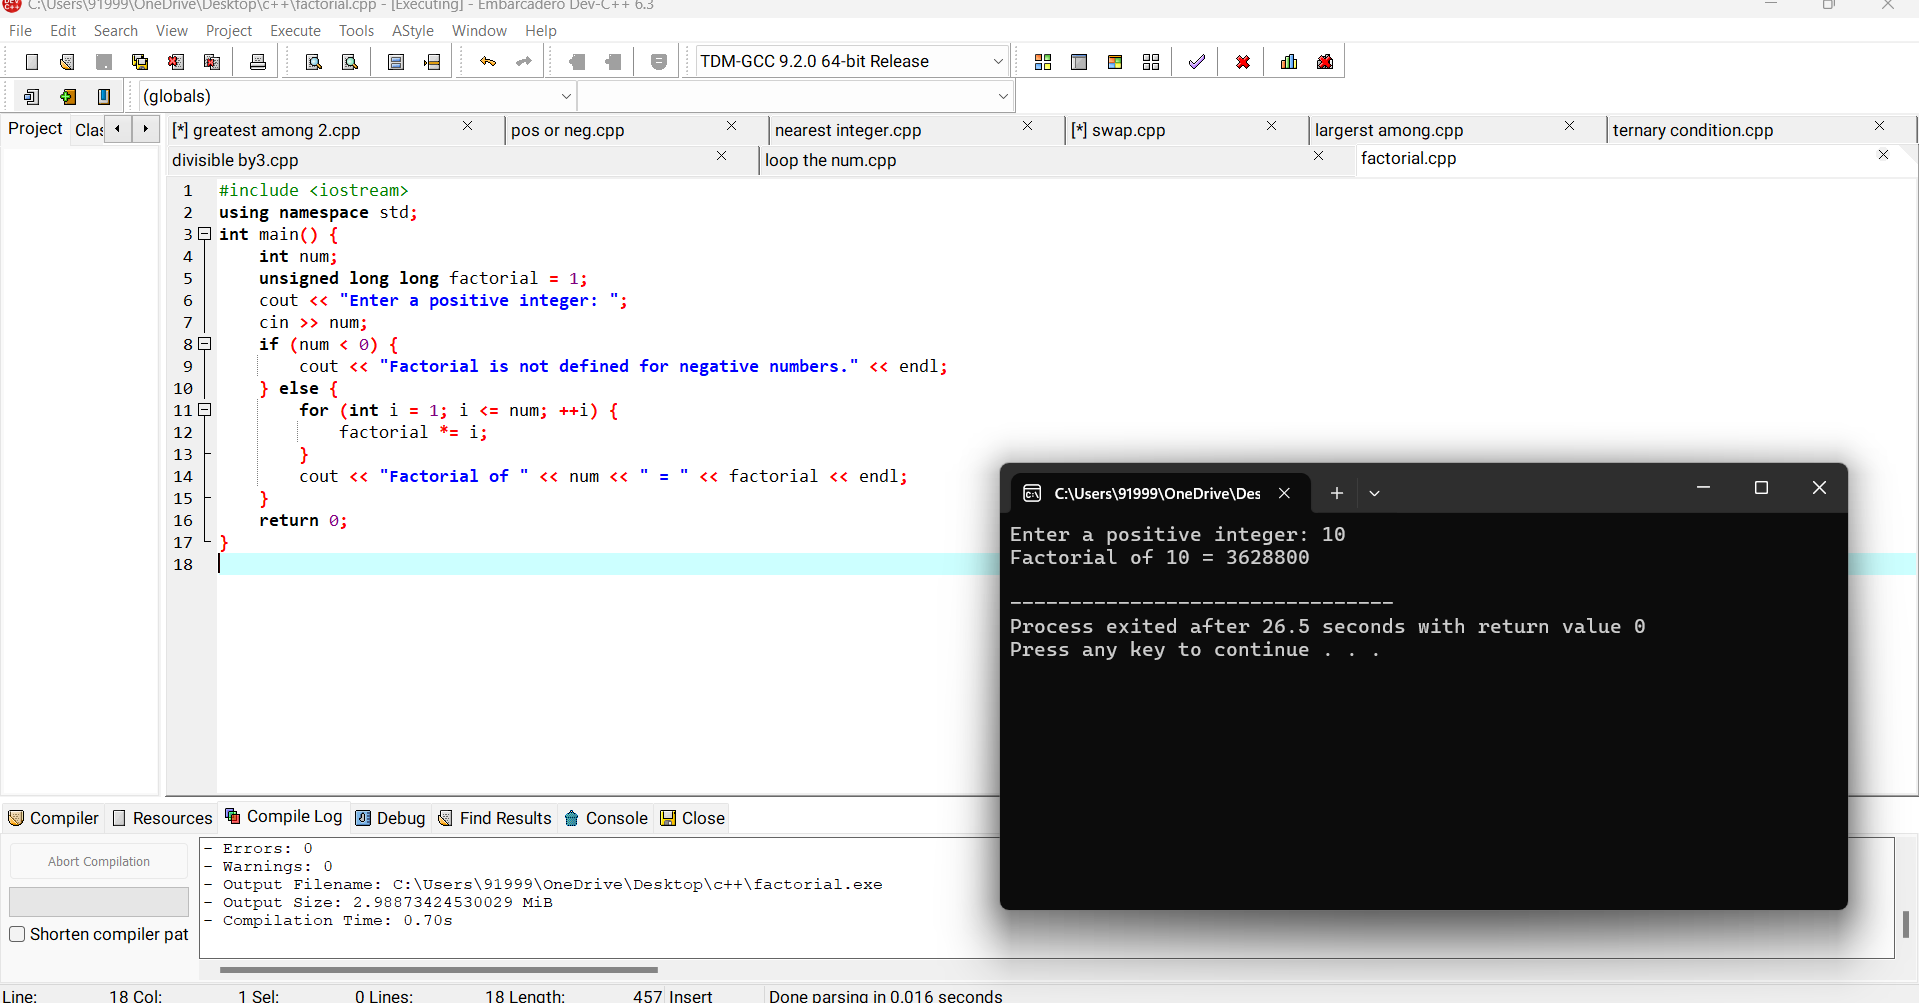 C:\Users\91999\OneDrive\Desktop\c++\factorial.cpp - [Executing] - Embarcadero Dev-C++ 6.3
File Edit Search View Project Execute Tools AStyle Window Help
TDM-GCC 9.2.0 64-bit Release
(globals)
Project Clas
[*] greatest among 2.cpp pos or neg.cpp nearest integer.cpp [*] swap.cpp largerst among.cpp ternary condition.cpp
divisible by3.cpp loop the num.cpp factorial.cpp
1 #include <iostream>
2 using namespace std;
3 int main() {
4 int num;
5 unsigned long long factorial = 1;
6 cout << "Enter a positive integer: ";
7 cin >> num;
8 if (num < 0) {
9 cout << "Factorial is not defined for negative numbers." << endl;
10 } else {
11 for (int i = 1; i <= num; ++i) {
12 factorial *= i;
13 }
14 cout << "Factorial of " << num << " = " << factorial << endl;
15 }
16 return 0;
17 }
18
C:\Users\91999\OneDrive\Des
Enter a positive integer: 10
Factorial of 10 = 3628800
--------------------------------
Process exited after 26.5 seconds with return value 0
Press any key to continue . . .
Compiler Resources Compile Log Debug Find Results Console Close
Abort Compilation
Shorten compiler pat
- Errors: 0
- Warnings: 0
- Output Filename: C:\Users\91999\OneDrive\Desktop\c++\factorial.exe
- Output Size: 2.98873424530029 MiB
- Compilation Time: 0.70s
Line: 18 Col: 1 Sel: 0 Lines: 18 Length: 457 Insert Done parsing in 0.016 seconds